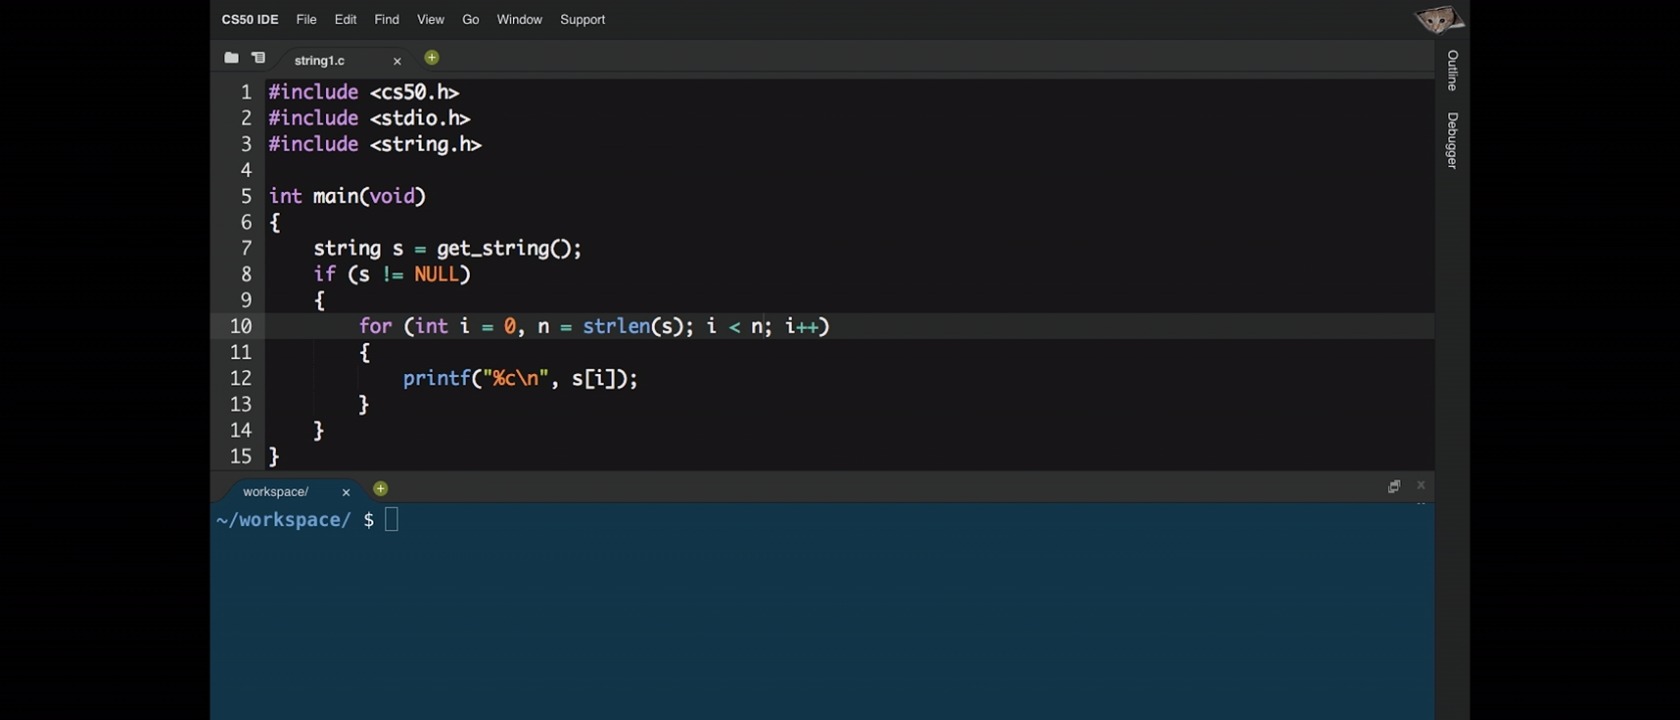 CS50 IDE File Edit Find View Go Window Support
string1.c
Outline
Debugger
1 #include <cs50.h>
2 #include <stdio.h>
3 #include <string.h>
4
5 int main(void)
6 {
7     string s = get_string();
8     if (s != NULL)
9     {
10         for (int i = 0, n = strlen(s); i < n; i++)
11         {
12             printf("%c\n", s[i]);
13         }
14     }
15 }
workspace/
~/workspace/ $